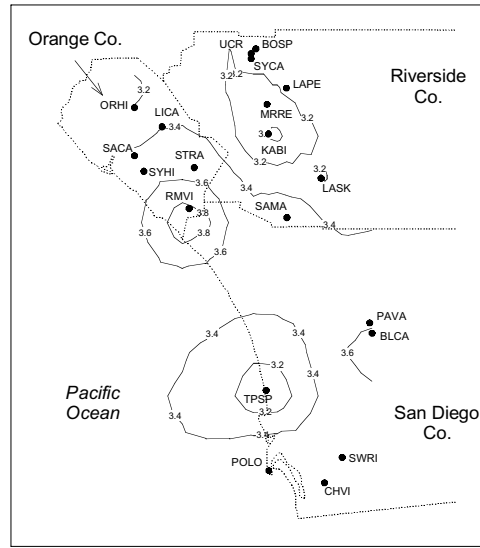 Orange Co.
UCR
BOSP
SYCA
3.2
3.2
3.2
LAPE
Riverside
Co.
ORHI
MRRE
LICA
3.4
KABI
SACA
STRA
3.2
3.2
3.2
SYHI
3.6
3.4
LASK
RMVI
3.8
SAMA
3.4
3.6
3.8
3.6
PAVA
3.4
3.4
BLCA
3.6
3.2
3.4
Pacific
Ocean
TPSP
3.4
3.2
San Diego
Co.
3.4
POLO
SWRI
CHVI